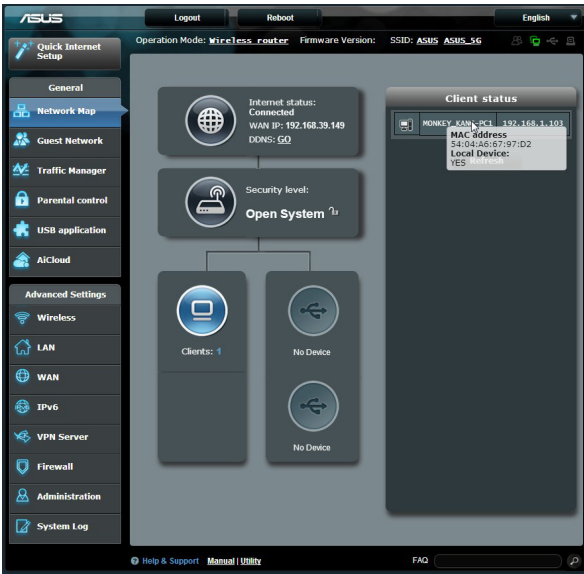 ASUS
Logout
Reboot
English
Quick Internet
Setup
Operation Mode: Wireless router Firmware Version: SSID: ASUS ASUS_5G
General
Network Map
Guest Network
Traffic Manager
Parental control
USB application
AiCloud
Advanced Settings
Wireless
LAN
WAN
IPv6
VPN Server
Firewall
Administration
System Log
Internet status:
Connected
WAN IP: 192.168.39.149
DDNS: GO
Security level:
Open System
Clients: 1
No Device
No Device
Client status
MONKEY 192.168.1.103
MAC address
54:04:A6:67:97:D2
Local Device:
YES
Refresh
Help & Support Manual | Utility
FAQ